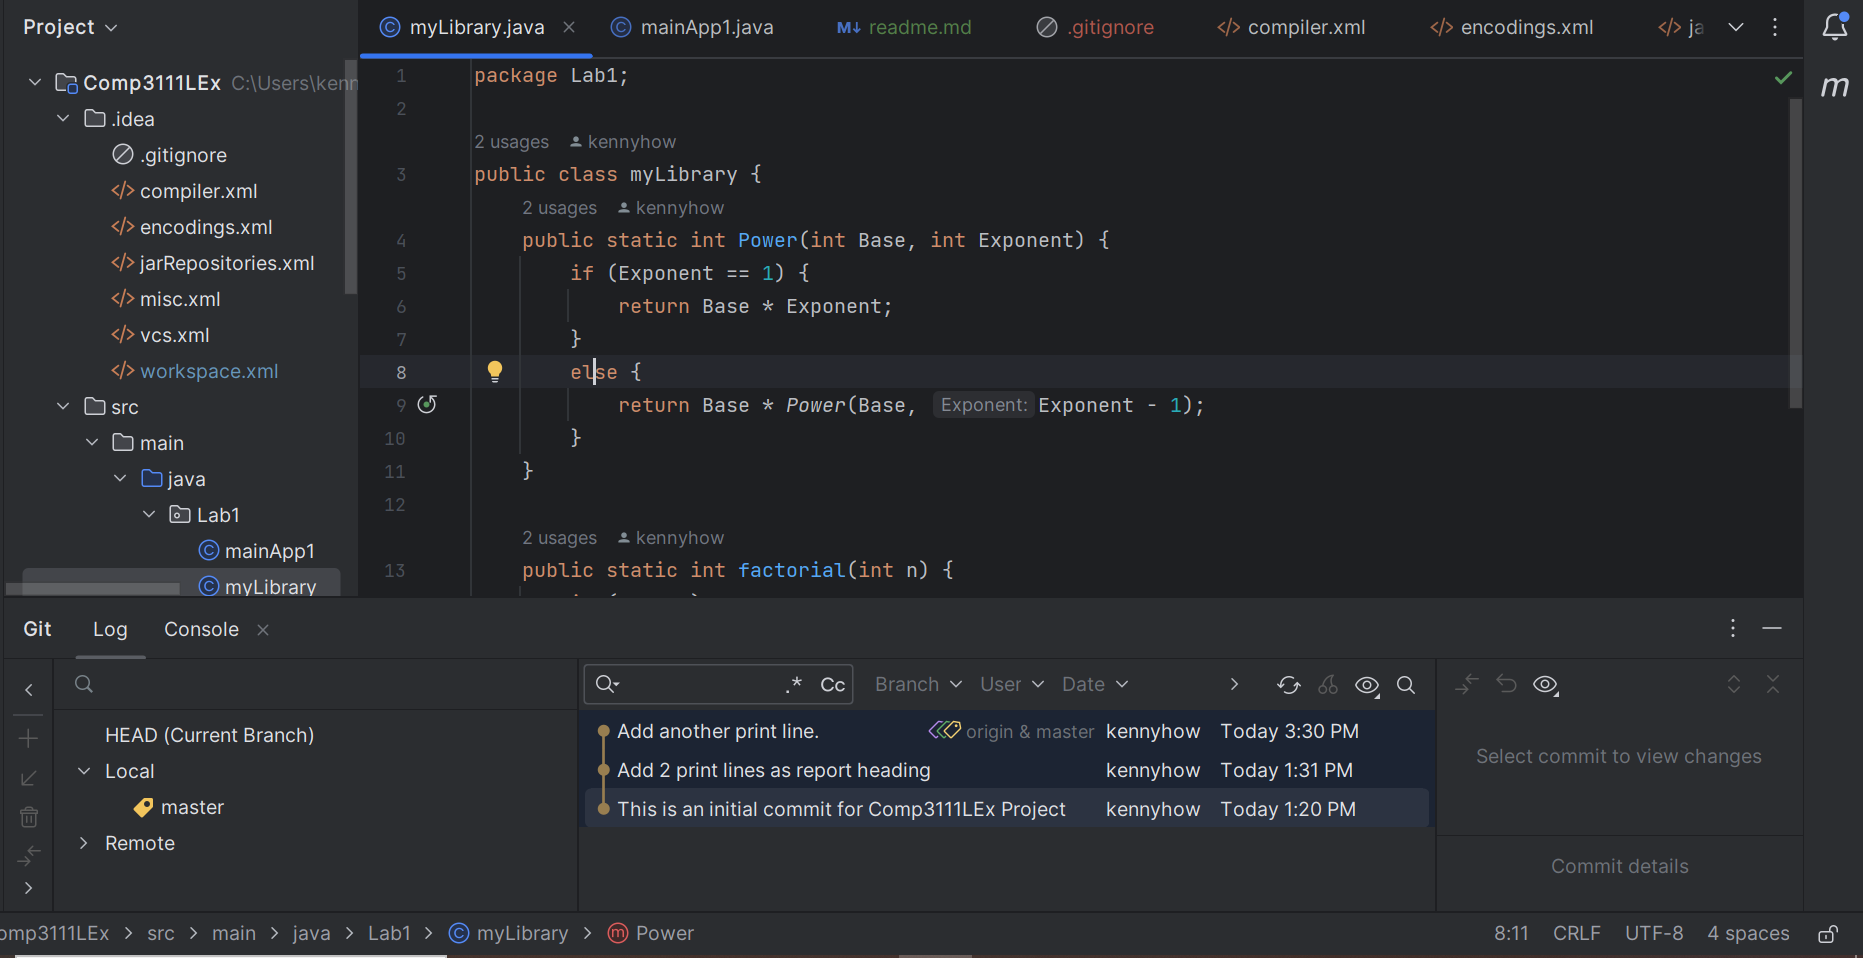 Project
myLibrary.java
mainApp1.java
M↓ readme.md
.gitignore
</> compiler.xml
</> encodings.xml
</> ja
Comp3111LEx C:\Users\kenn
.idea
.gitignore
</> compiler.xml
</> encodings.xml
</> jarRepositories.xml
</> misc.xml
</> vcs.xml
</> workspace.xml
src
main
java
Lab1
mainApp1
myLibrary
1 package Lab1;
2
2 usages kennyhow
3 public class myLibrary {
2 usages kennyhow
4 public static int Power(int Base, int Exponent) {
5 if (Exponent == 1) {
6 return Base * Exponent;
7 }
8 else {
9 return Base * Power(Base, Exponent: Exponent - 1);
10 }
11 }
12
2 usages kennyhow
13 public static int factorial(int n) {
m
Git Log Console
.* Cc Branch User Date
HEAD (Current Branch)
Local
master
Remote
Add another print line. origin & master kennyhow Today 3:30 PM
Add 2 print lines as report heading kennyhow Today 1:31 PM
This is an initial commit for Comp3111LEx Project kennyhow Today 1:20 PM
Select commit to view changes
Commit details
omp3111LEx > src > main > java > Lab1 > myLibrary > m Power
8:11 CRLF UTF-8 4 spaces